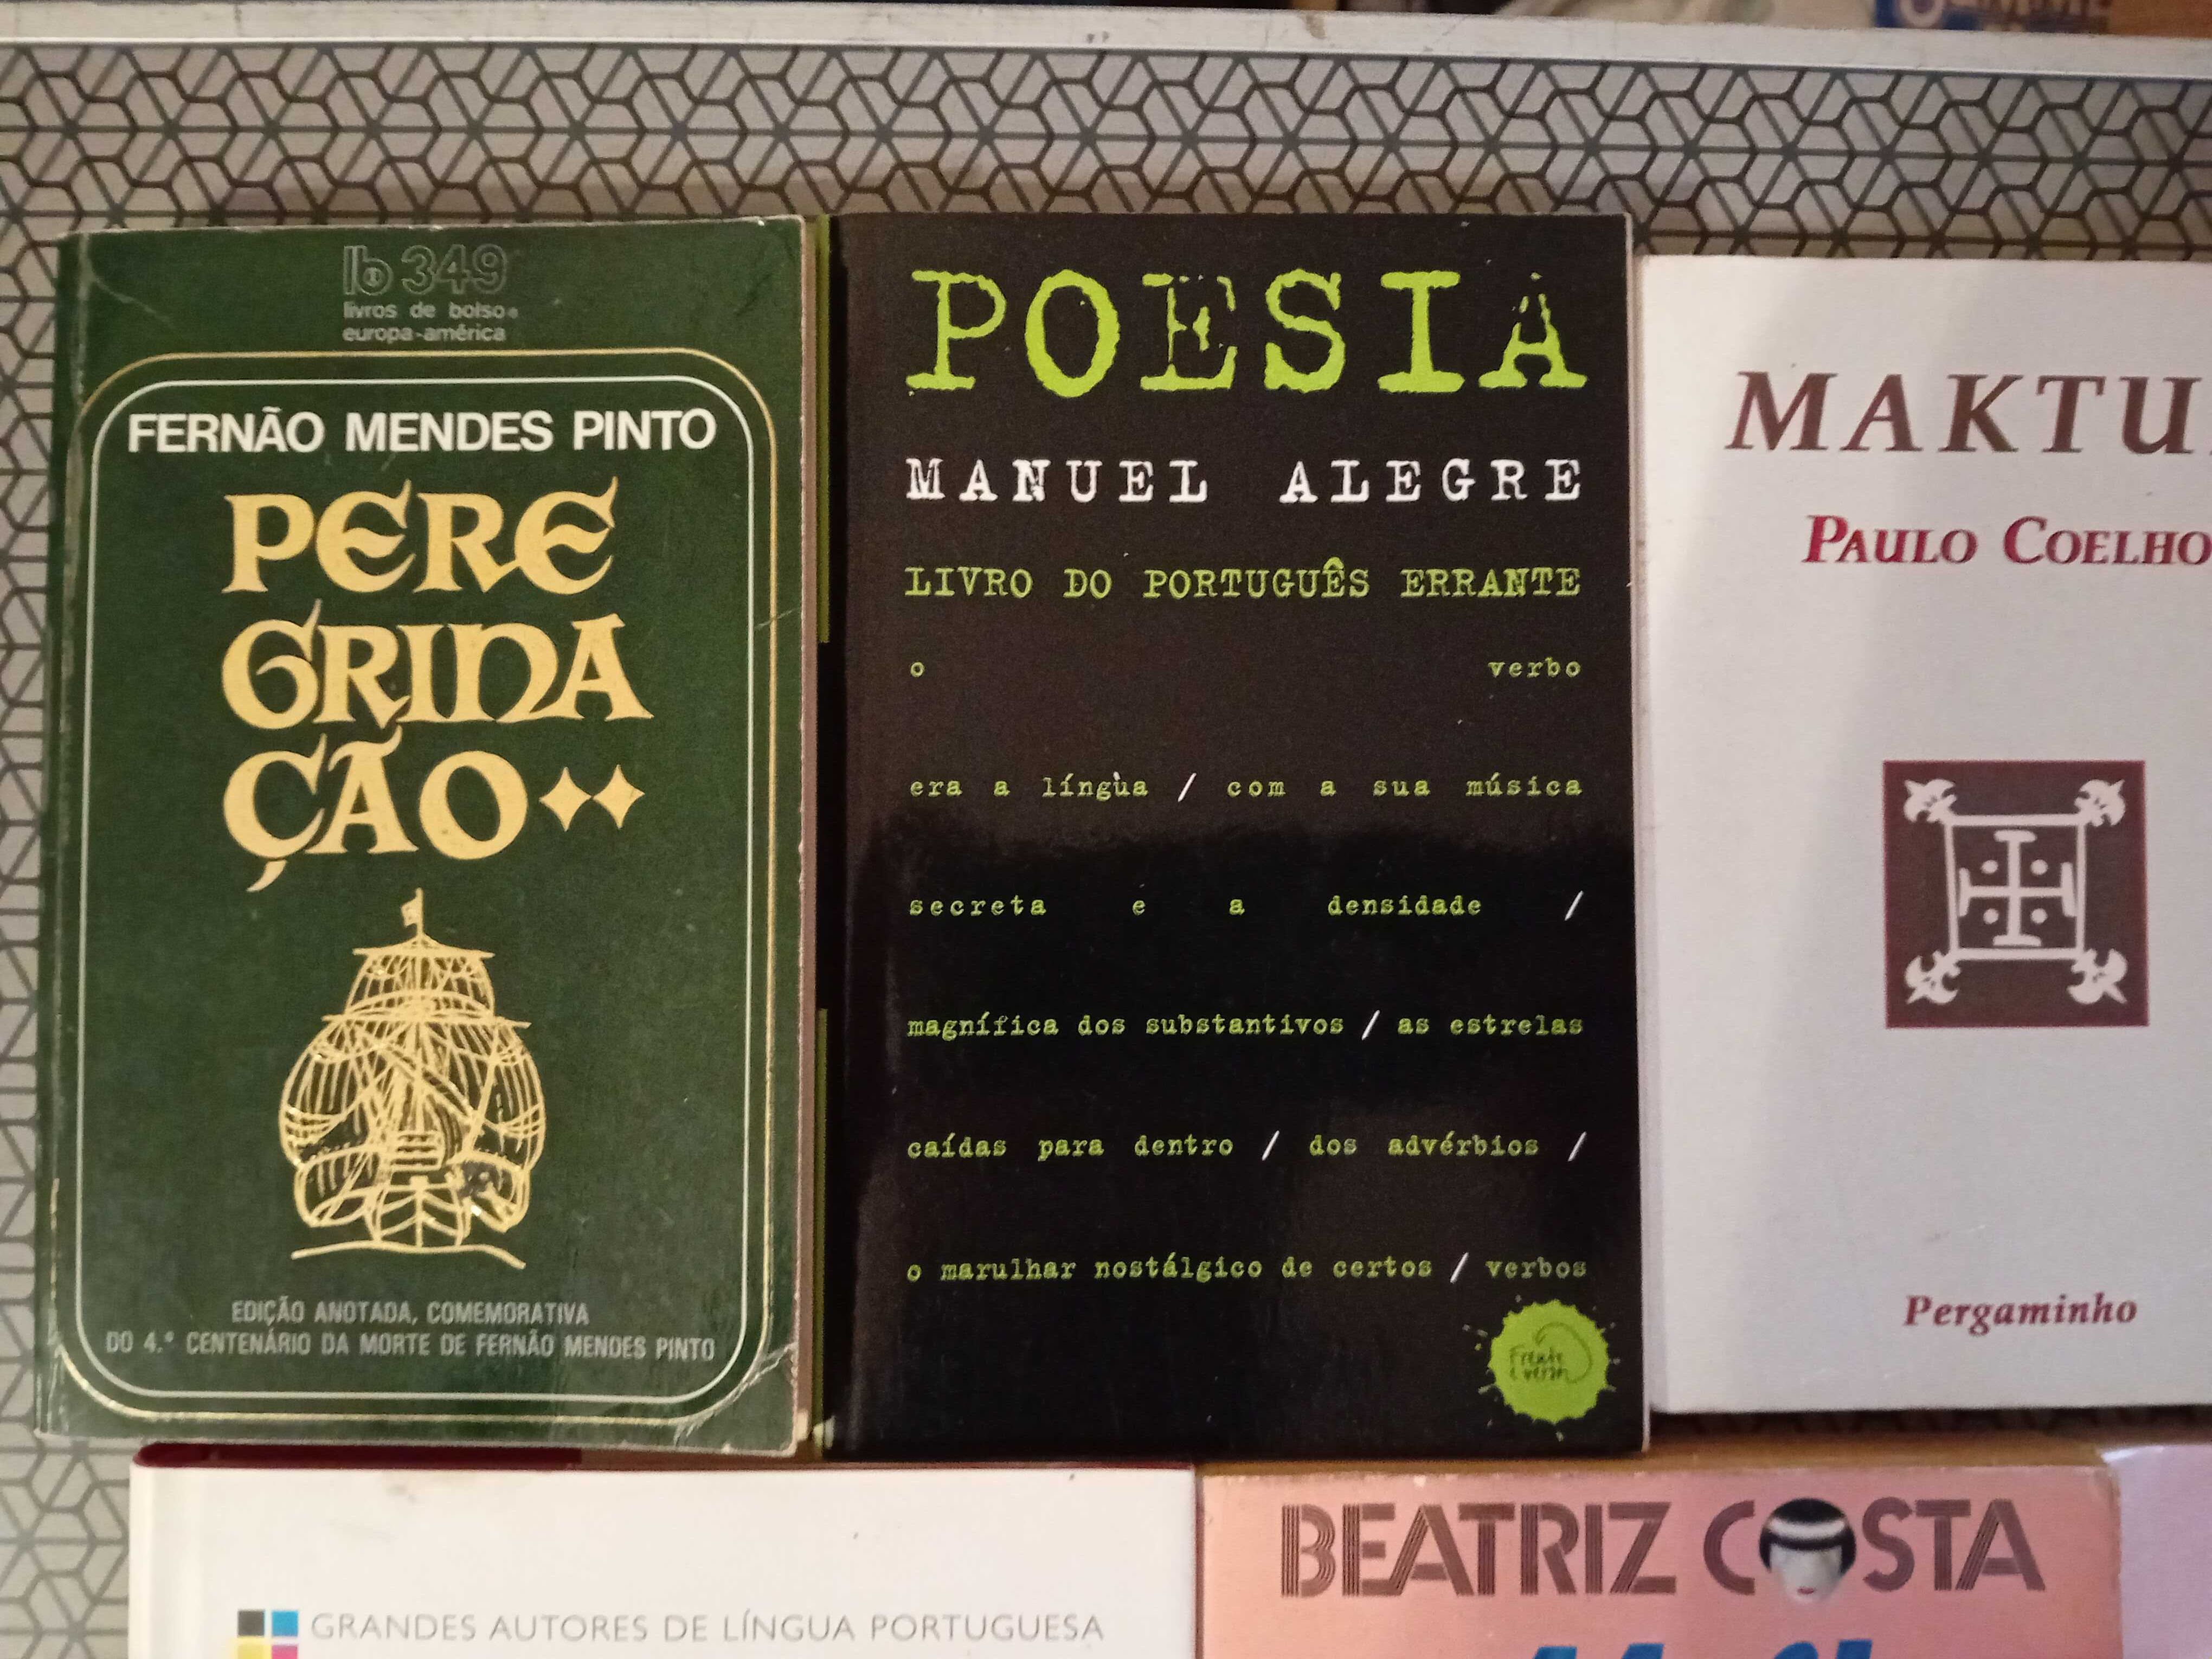 lb 349
livros de bolso
europa-américa
FERNÃO MENDES PINTO
PERE
GRINA
ÇÃO
EDIÇÃO ANOTADA, COMEMORATIVA
DO 4.º CENTENÁRIO DA MORTE DE FERNÃO MENDES PINTO
POESIA
MANUEL ALEGRE
LIVRO DO PORTUGUÊS ERRANTE
o verbo
era a língua / com a sua música
secreta e a densidade /
magnífica dos substantivos / as estrelas
caídas para dentro / dos advérbios /
o marulhar nostálgico de certos / verbos
Frente
e verso
MAKTU
PAULO COELHO
Pergaminho
GRANDES AUTORES DE LÍNGUA PORTUGUESA
BEATRIZ COSTA